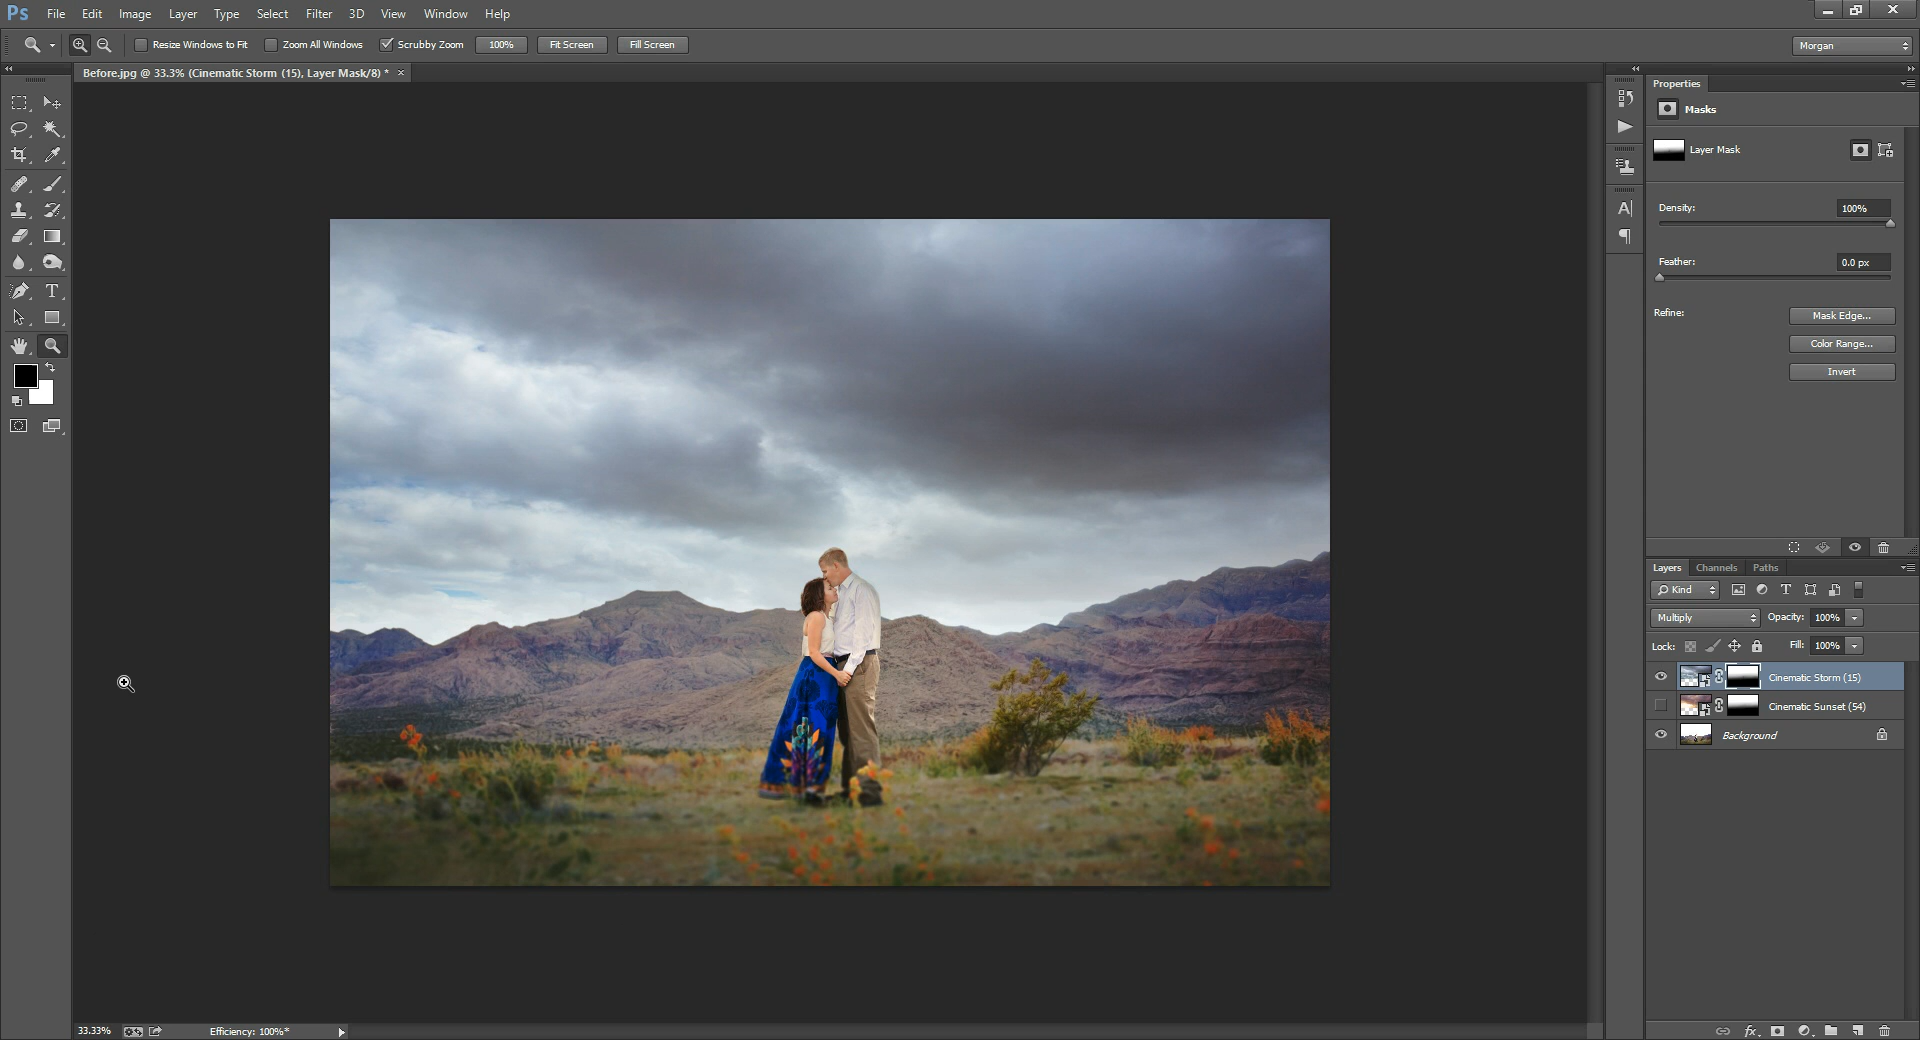 Ps File Edit Image Layer Type Select Filter 3D View Window Help
Resize Windows to Fit Zoom All Windows Scrubby Zoom 100% Fit Screen Fill Screen Morgan
Before.jpg @ 33.3% (Cinematic Storm (15), Layer Mask/8) * ×
Properties
Masks
Layer Mask
Density: 100%
Feather: 0.0 px
Refine: Mask Edge...
Color Range...
Invert
Layers Channels Paths
Kind
Multiply Opacity: 100%
Lock: Fill: 100%
Cinematic Storm (15)
Cinematic Sunset (54)
Background
33.33% Efficiency: 100%*